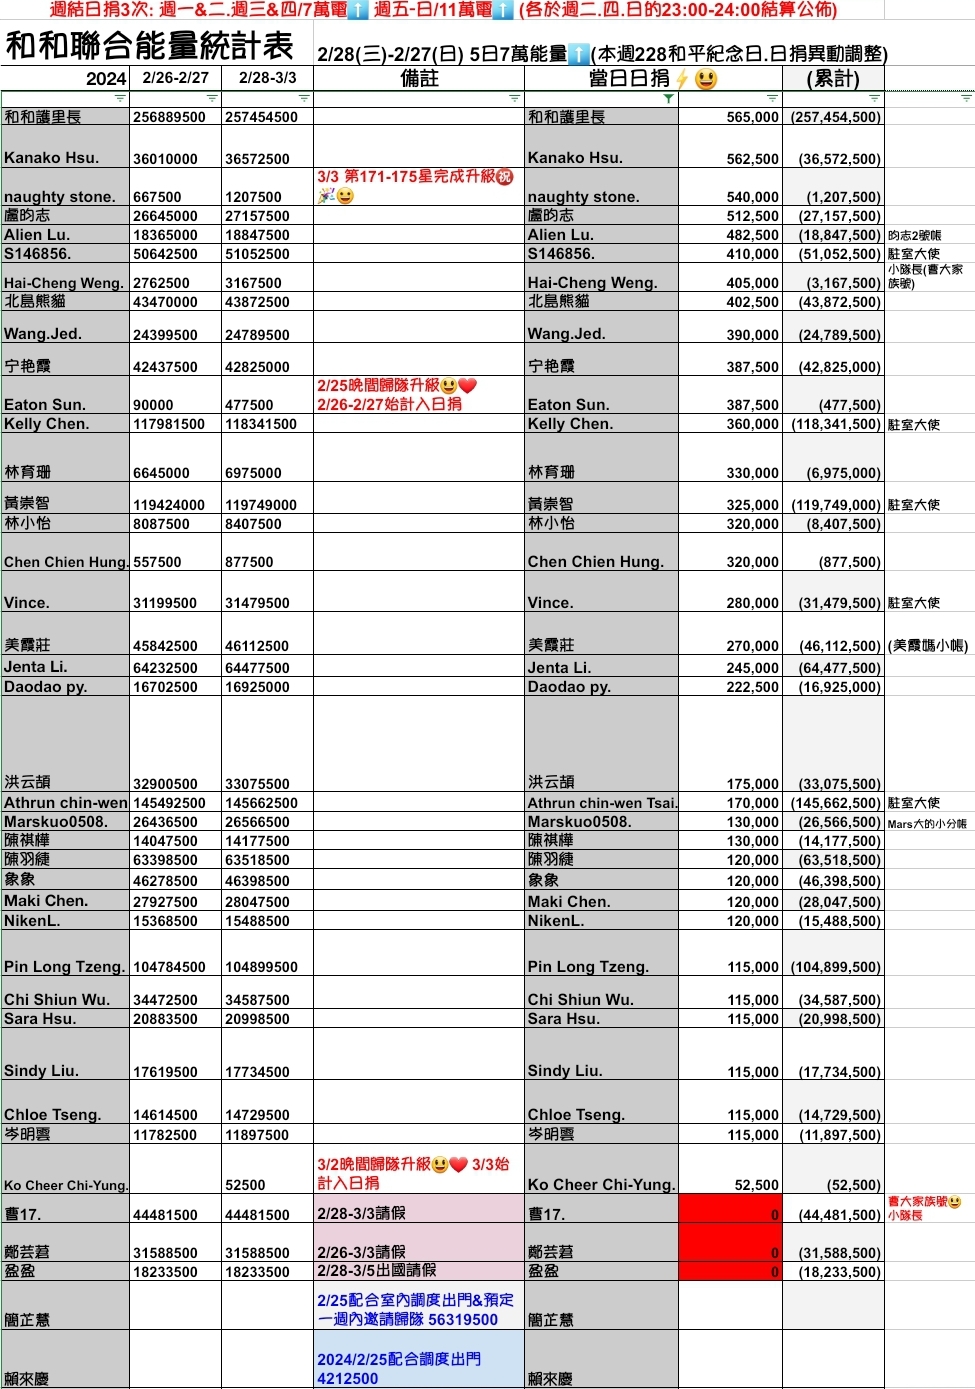 週結日捐3次: 週一&二.週三&四/7萬電⬆️ 週五-日/11萬電⬆️ (各於週二.四.日的23:00-24:00結算公佈)
和和聯合能量統計表 2/28(三)-2/27(日) 5日7萬能量⬆️(本週228和平紀念日.日捐異動調整)
2024 2/26-2/27 2/28-3/3 備註 當日日捐⚡😃 (累計)
和和護里長 256889500 257454500 和和護里長 565,000 (257,454,500)
Kanako Hsu. 36010000 36572500 Kanako Hsu. 562,500 (36,572,500)
3/3 第171-175星完成升級㊗️
naughty stone. 667500 1207500 🎉😀 naughty stone. 540,000 (1,207,500)
盧昀志 26645000 27157500 盧昀志 512,500 (27,157,500)
Alien Lu. 18365000 18847500 Alien Lu. 482,500 (18,847,500) 昀志2號帳
S146856. 50642500 51052500 S146856. 410,000 (51,052,500) 駐室大使
小隊長(曹大家
Hai-Cheng Weng. 2762500 3167500 Hai-Cheng Weng. 405,000 (3,167,500) 族號)
北島熊貓 43470000 43872500 北島熊貓 402,500 (43,872,500)
Wang.Jed. 24399500 24789500 Wang.Jed. 390,000 (24,789,500)
宁艳霞 42437500 42825000 宁艳霞 387,500 (42,825,000)
2/25晚間歸隊升級😃❤️
Eaton Sun. 90000 477500 2/26-2/27始計入日捐 Eaton Sun. 387,500 (477,500)
Kelly Chen. 117981500 118341500 Kelly Chen. 360,000 (118,341,500) 駐室大使
林育珊 6645000 6975000 林育珊 330,000 (6,975,000)
黃崇智 119424000 119749000 黃崇智 325,000 (119,749,000) 駐室大使
林小怡 8087500 8407500 林小怡 320,000 (8,407,500)
Chen Chien Hung. 557500 877500 Chen Chien Hung. 320,000 (877,500)
Vince. 31199500 31479500 Vince. 280,000 (31,479,500) 駐室大使
美霞莊 45842500 46112500 美霞莊 270,000 (46,112,500) (美霞媽小帳)
Jenta Li. 64232500 64477500 Jenta Li. 245,000 (64,477,500)
Daodao py. 16702500 16925000 Daodao py. 222,500 (16,925,000)
洪云頡 32900500 33075500 洪云頡 175,000 (33,075,500)
Athrun chin-wen 145492500 145662500 Athrun chin-wen Tsai. 170,000 (145,662,500) 駐室大使
Marskuo0508. 26436500 26566500 Marskuo0508. 130,000 (26,566,500) Mars大的小分帳
陳祺樺 14047500 14177500 陳祺樺 130,000 (14,177,500)
陳羽緁 63398500 63518500 陳羽緁 120,000 (63,518,500)
象象 46278500 46398500 象象 120,000 (46,398,500)
Maki Chen. 27927500 28047500 Maki Chen. 120,000 (28,047,500)
NikenL. 15368500 15488500 NikenL. 120,000 (15,488,500)
Pin Long Tzeng. 104784500 104899500 Pin Long Tzeng. 115,000 (104,899,500)
Chi Shiun Wu. 34472500 34587500 Chi Shiun Wu. 115,000 (34,587,500)
Sara Hsu. 20883500 20998500 Sara Hsu. 115,000 (20,998,500)
Sindy Liu. 17619500 17734500 Sindy Liu. 115,000 (17,734,500)
Chloe Tseng. 14614500 14729500 Chloe Tseng. 115,000 (14,729,500)
岑明雲 11782500 11897500 岑明雲 115,000 (11,897,500)
3/2晚間歸隊升級😃❤️ 3/3始
Ko Cheer Chi-Yung. 52500 計入日捐 Ko Cheer Chi-Yung. 52,500 (52,500)
曹大家族號😃
曹17. 44481500 44481500 2/28-3/3請假 曹17. 0 (44,481,500) 小隊長
鄭芸莙 31588500 31588500 2/26-3/3請假 鄭芸莙 0 (31,588,500)
盈盈 18233500 18233500 2/28-3/5出國請假 盈盈 0 (18,233,500)
2/25配合室內調度出門&預定
簡芷慧 一週內邀請歸隊 56319500 簡芷慧
2024/2/25配合調度出門
賴來慶 4212500 賴來慶